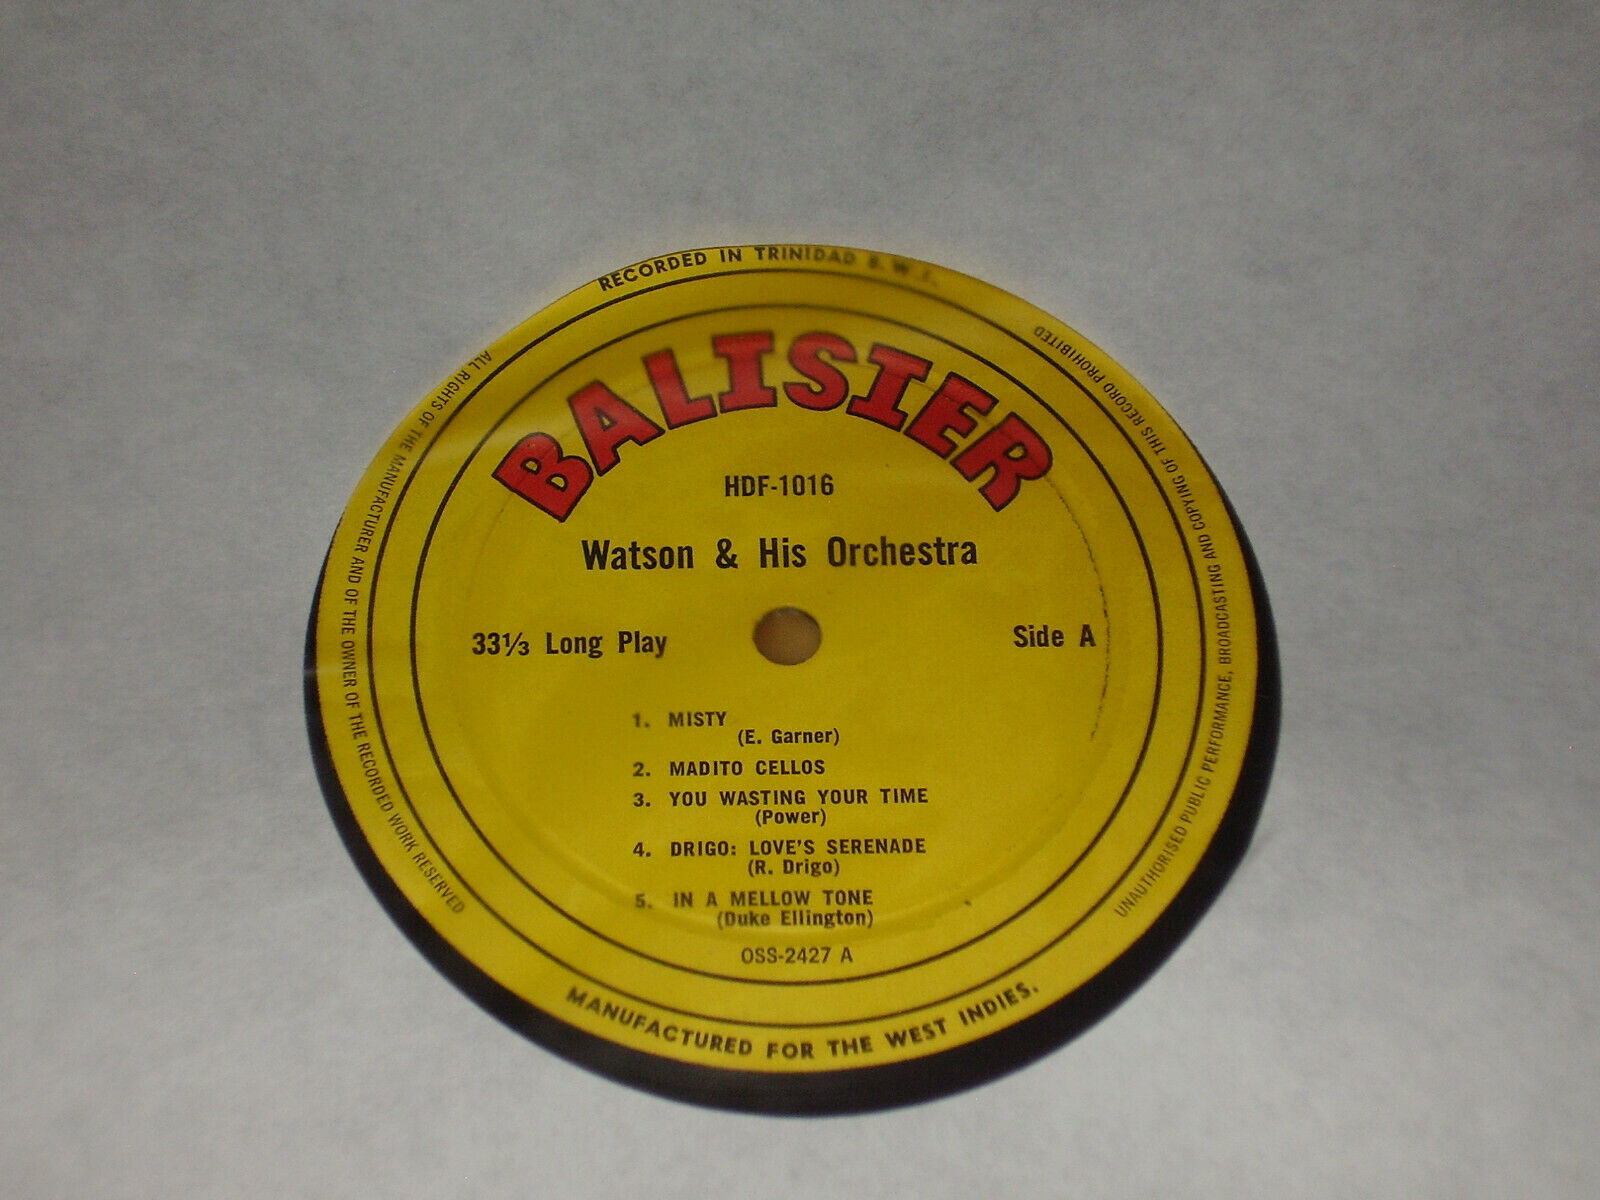 RECORDED IN TRINIDAD B. W. I.
ALL RIGHTS OF THE MANUFACTURER AND OF THE OWNER OF THE RECORDED WORK RESERVED
UNAUTHORISED PUBLIC PERFORMANCE, BROADCASTING AND COPYING OF THIS RECORD PROHIBITED
BALISIER
HDF-1016
Watson & His Orchestra
33⅓ Long Play
Side A
1. MISTY
(E. Garner)
2. MADITO CELLOS
3. YOU WASTING YOUR TIME
(Power)
4. DRIGO: LOVE'S SERENADE
(R. Drigo)
5. IN A MELLOW TONE
(Duke Ellington)
OSS-2427 A
MANUFACTURED FOR THE WEST INDIES.